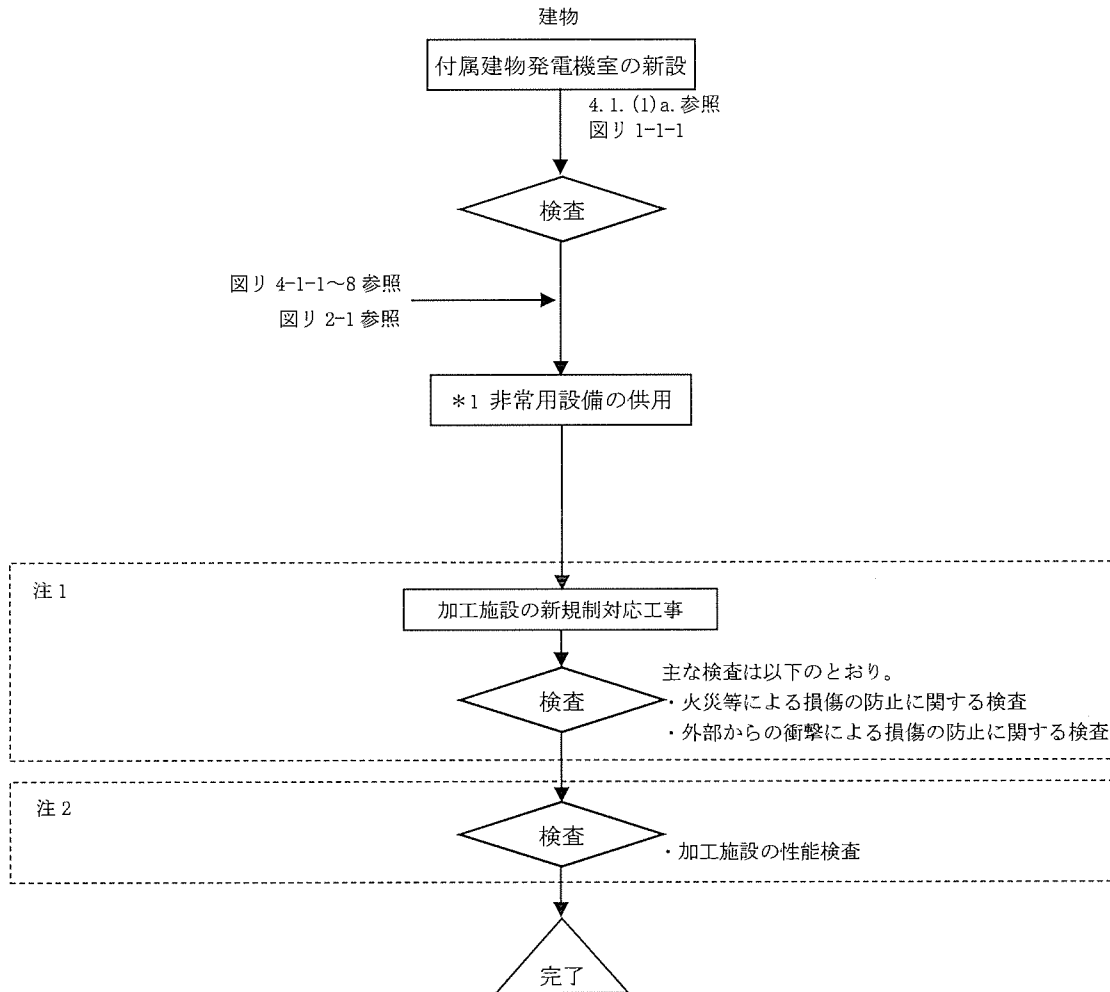 建物
付属建物発電機室の新設
4.1.(1)a.参照
図リ 1-1-1
検査
図リ 4-1-1～8 参照
図リ 2-1 参照
＊1 非常用設備の供用
注1
加工施設の新規制対応工事
検査
主な検査は以下のとおり。
・火災等による損傷の防止に関する検査
・外部からの衝撃による損傷の防止に関する検査
注2
検査
・加工施設の性能検査
完了